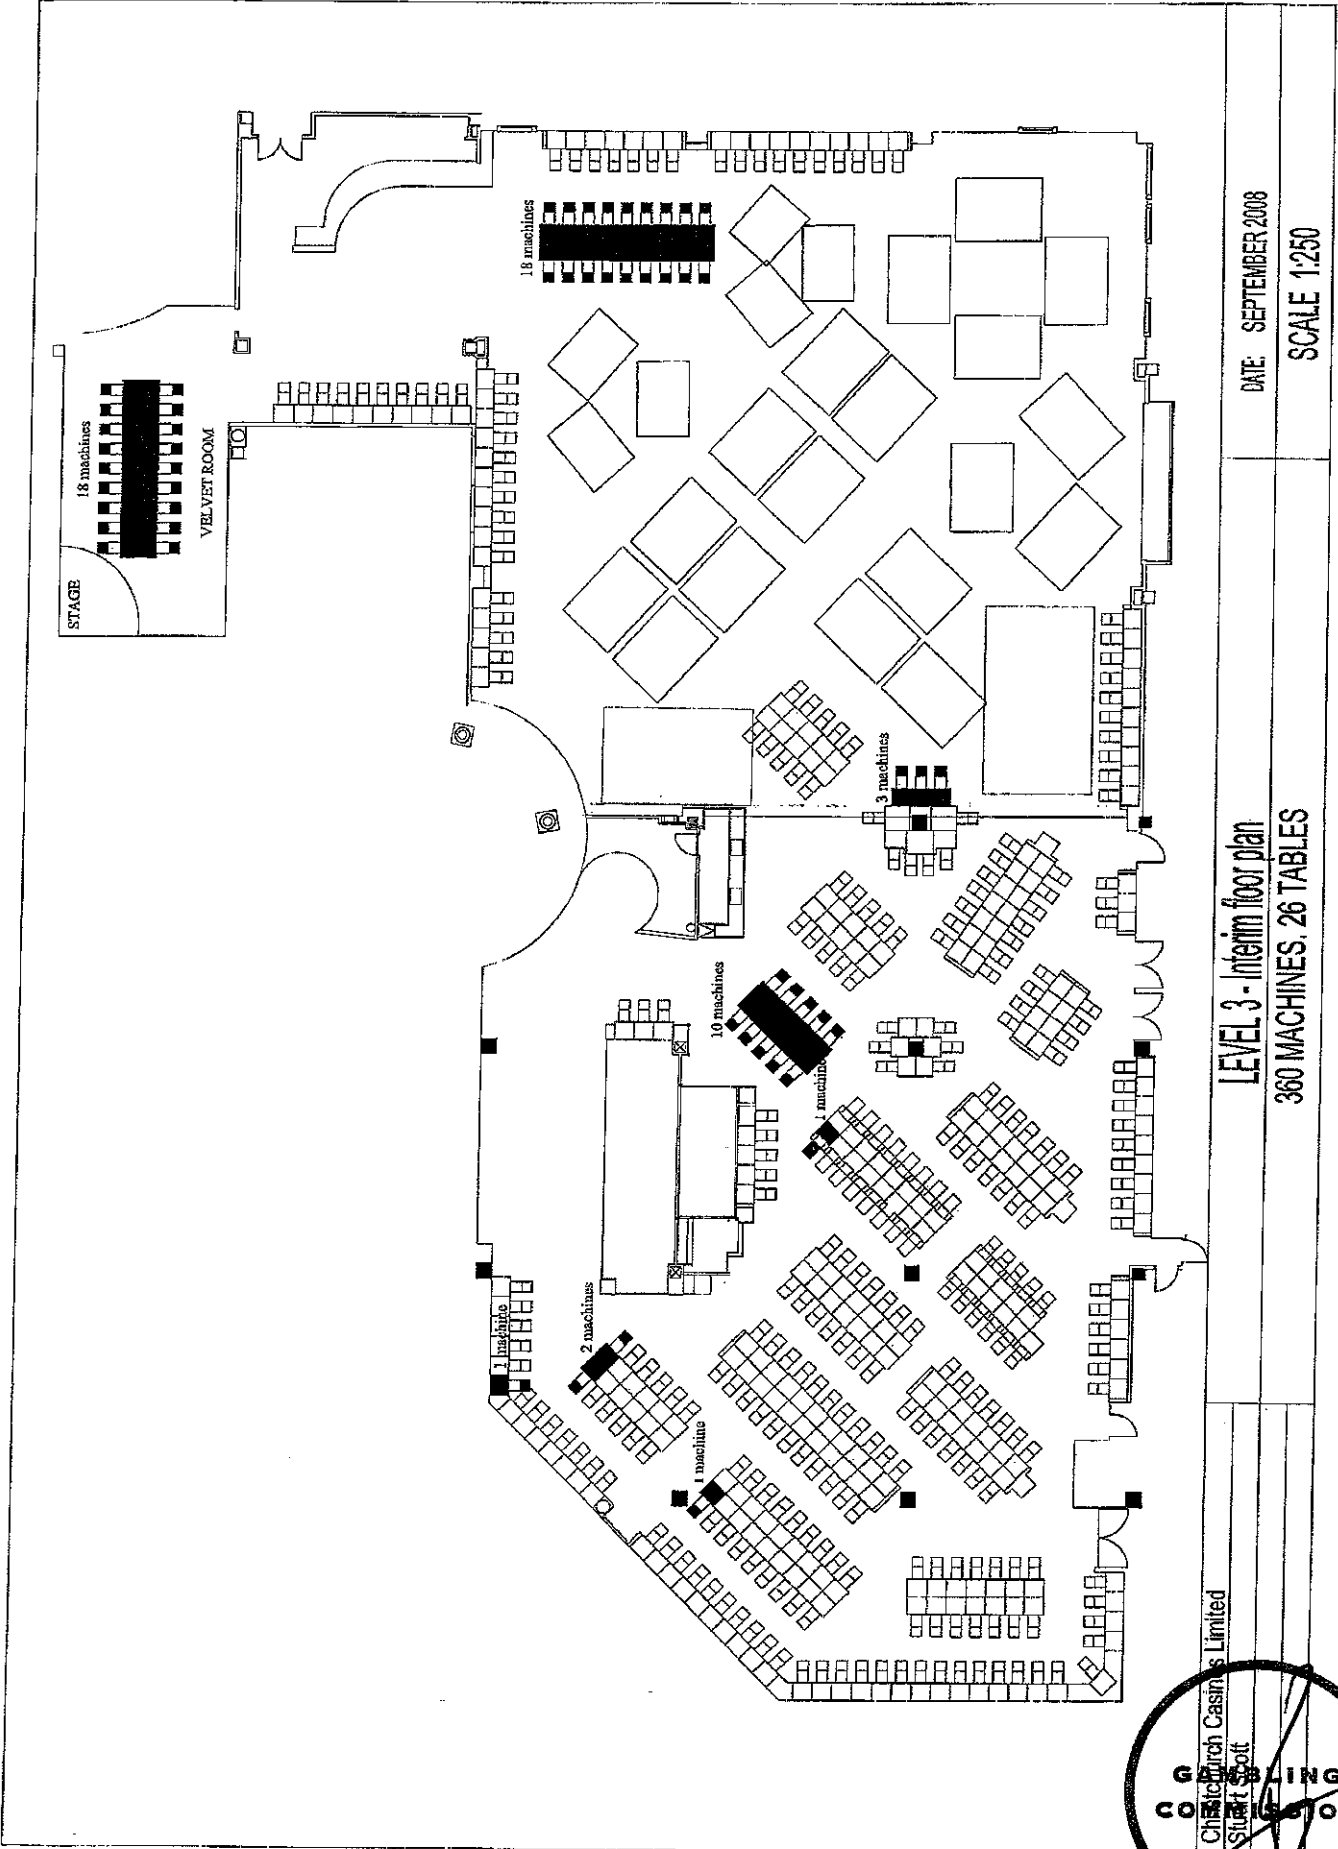 STAGE
18 machines
VELVET ROOM
18 machines
3 machines
10 machines
1 machine
2 machines
1 machine
1 machine
LEVEL 3 - Interim floor plan
360 MACHINES, 26 TABLES
DATE: SEPTEMBER 2008
SCALE 1:250
Christchurch Casinos Limited
Stuart Scott
GAMBLING
COMMISSIO